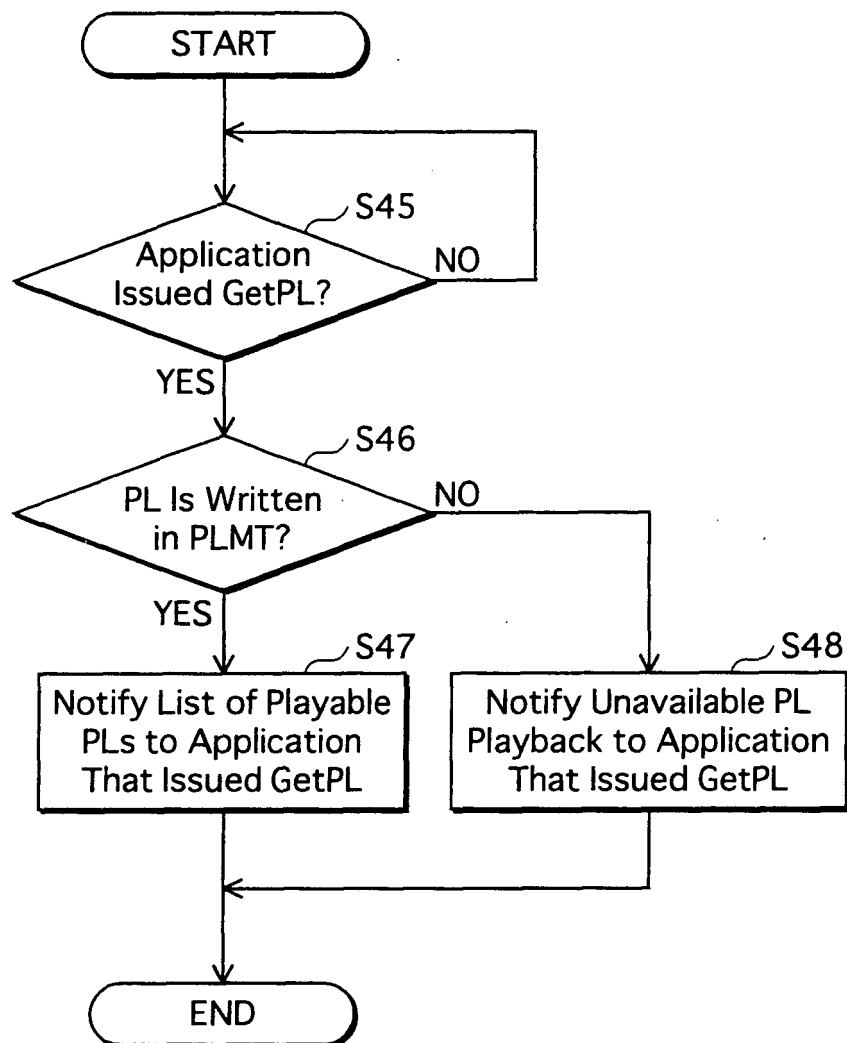 START
S45
Application
Issued GetPL?
NO
YES
S46
PL Is Written
in PLMT?
NO
YES
S47
Notify List of Playable
PLs to Application
That Issued GetPL
S48
Notify Unavailable PL
Playback to Application
That Issued GetPL
END